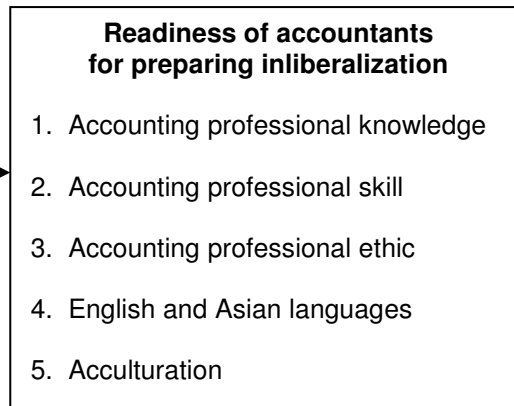 Readiness of accountants
for preparing inliberalization
1. Accounting professional knowledge
2. Accounting professional skill
3. Accounting professional ethic
4. English and Asian languages
5. Acculturation